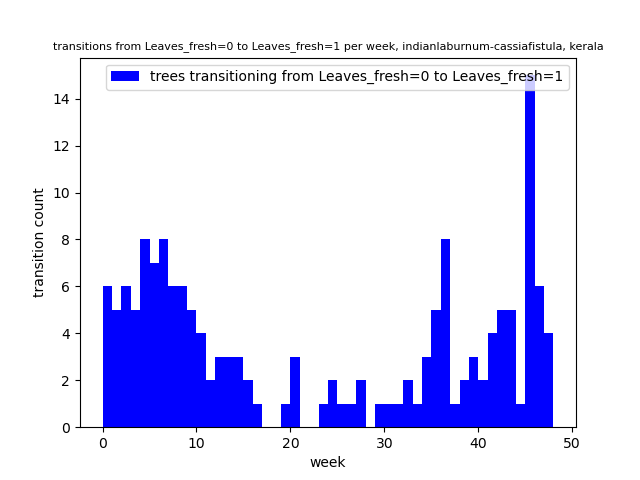 transitions from Leaves_fresh=0 to Leaves_fresh=1 per week, indianlaburnum-cassiafistula, kerala
trees transitioning from Leaves_fresh=0 to Leaves_fresh=1
transition count
14
12
10
8
6
4
2
0
0 10 20 30 40 50
week